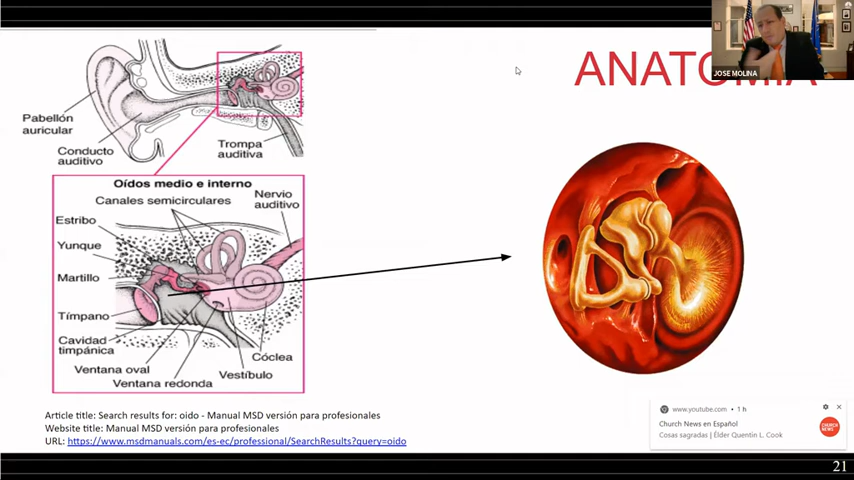 ANATOMÍA
JOSE MOLINA
Pabellón
auricular
Conducto
auditivo
Trompa
auditiva
Oídos medio e interno
Canales semicirculares
Nervio
auditivo
Estribo
Yunque
Martillo
Tímpano
Cavidad
timpánica
Ventana oval
Ventana redonda
Vestíbulo
Cóclea
Article title: Search results for: oido - Manual MSD versión para profesionales
Website title: Manual MSD versión para profesionales
URL: https://www.msdmanuals.com/es-ec/professional/SearchResults?query=oido
www.youtube.com • 1 h
Church News en Español
Cosas sagradas | Élder Quentin L. Cook
CHURCH
NEWS
21